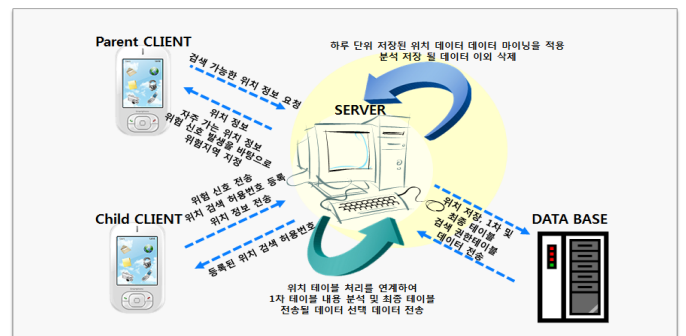 Parent CLIENT
하루 단위 저장된 위치 데이터 데이터 마이닝을 적용
분석 저장 될 데이터 이외 삭제
검색 가능한 위치 정보 요청
SERVER
위치 정보
자주 가는 위치 정보
위험 신호 발생을 바탕으로
위험지역 지정
위험 신호 전송
위치 검색 허용번호 등록
위치 정보 전송
Child CLIENT
등록된 위치 검색 허용번호
위치 저장, 1차 및
최종 테이블
검색 권한테이블
데이터 전송
DATA BASE
위치 테이블 처리를 연계하여
1차 테이블 내용 분석 및 최종 테이블
전송될 데이터 선택 데이터 전송